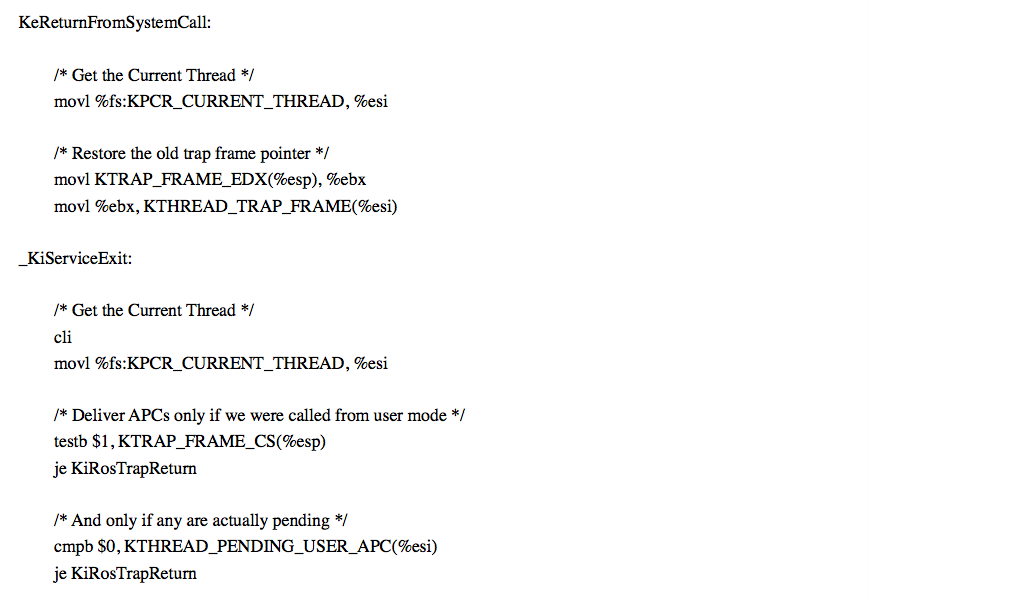 KeReturnFromSystemCall:
/* Get the Current Thread */
movl %fs:KPCR_CURRENT_THREAD, %esi
/* Restore the old trap frame pointer */
movl KTRAP_FRAME_EDX(%esp), %ebx
movl %ebx, KTHREAD_TRAP_FRAME(%esi)
_KiServiceExit:
/* Get the Current Thread */
cli
movl %fs:KPCR_CURRENT_THREAD, %esi
/* Deliver APCs only if we were called from user mode */
testb $1, KTRAP_FRAME_CS(%esp)
je KiRosTrapReturn
/* And only if any are actually pending */
cmpb $0, KTHREAD_PENDING_USER_APC(%esi)
je KiRosTrapReturn